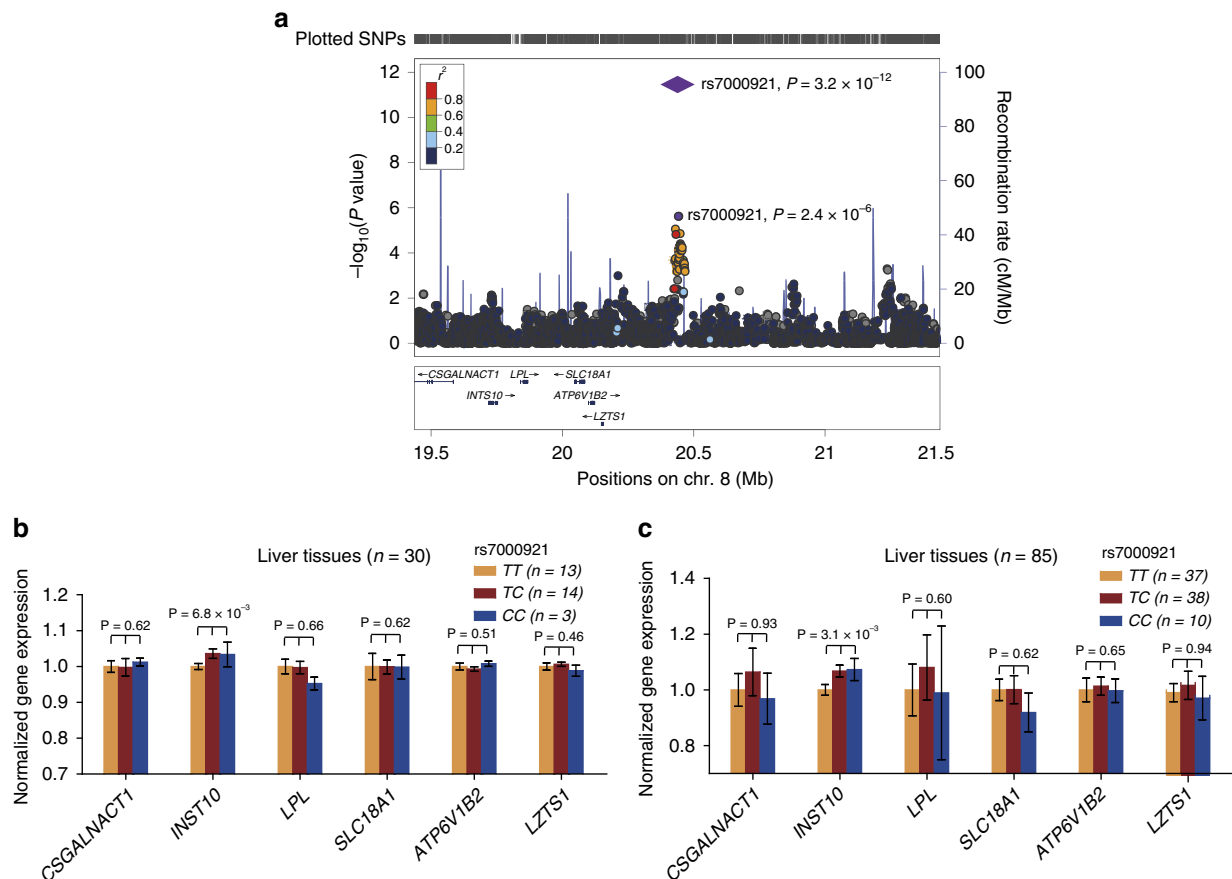 a
Plotted SNPs
12
10
8
6
4
2
0
−log10(P value)
r2
0.8
0.6
0.4
0.2
rs7000921, P = 3.2 × 10−12
rs7000921, P = 2.4 × 10−6
100
80
60
40
20
0
Recombination rate (cM/Mb)
←CSGALNACT1 LPL→ ←SLC18A1
INTS10→ ATP6V1B2→
←LZTS1
19.5 20 20.5 21 21.5
Positions on chr. 8 (Mb)
b
Liver tissues (n = 30)
rs7000921
TT (n = 13)
TC (n = 14)
CC (n = 3)
Normalized gene expression
1.2
1.1
1.0
0.9
0.8
0.7
P = 0.62
P = 6.8 × 10−3
P = 0.66
P = 0.62
P = 0.51
P = 0.46
CSGALNACT1
INST10
LPL
SLC18A1
ATP6V1B2
LZTS1
c
Liver tissues (n = 85)
rs7000921
TT (n = 37)
TC (n = 38)
CC (n = 10)
Normalized gene expression
1.4
1.2
1.0
0.8
P = 0.93
P = 3.1 × 10−3
P = 0.60
P = 0.62
P = 0.65
P = 0.94
CSGALNACT1
INST10
LPL
SLC18A1
ATP6V1B2
LZTS1